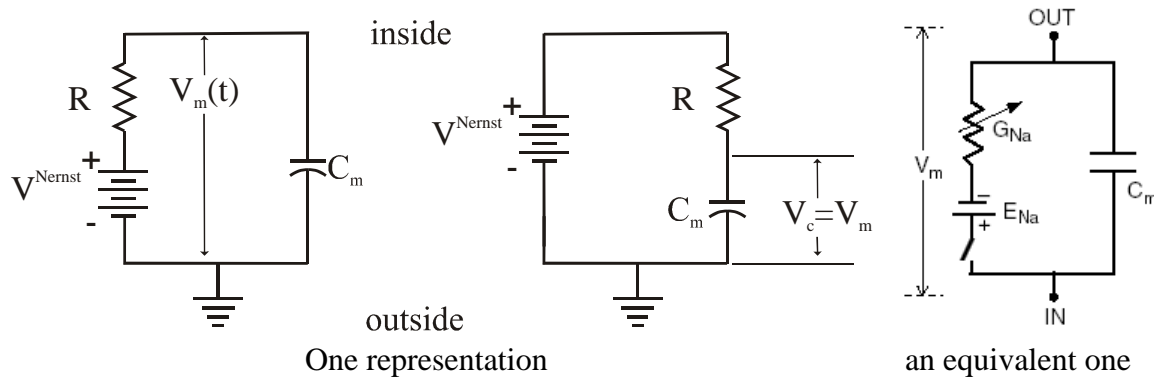 inside
R
V_m(t)
+
V^Nernst
-
C_m
+
V^Nernst
-
R
C_m
V_c=V_m
outside
One representation
OUT
G_Na
V_m
−
E_Na
+
C_m
IN
an equivalent one